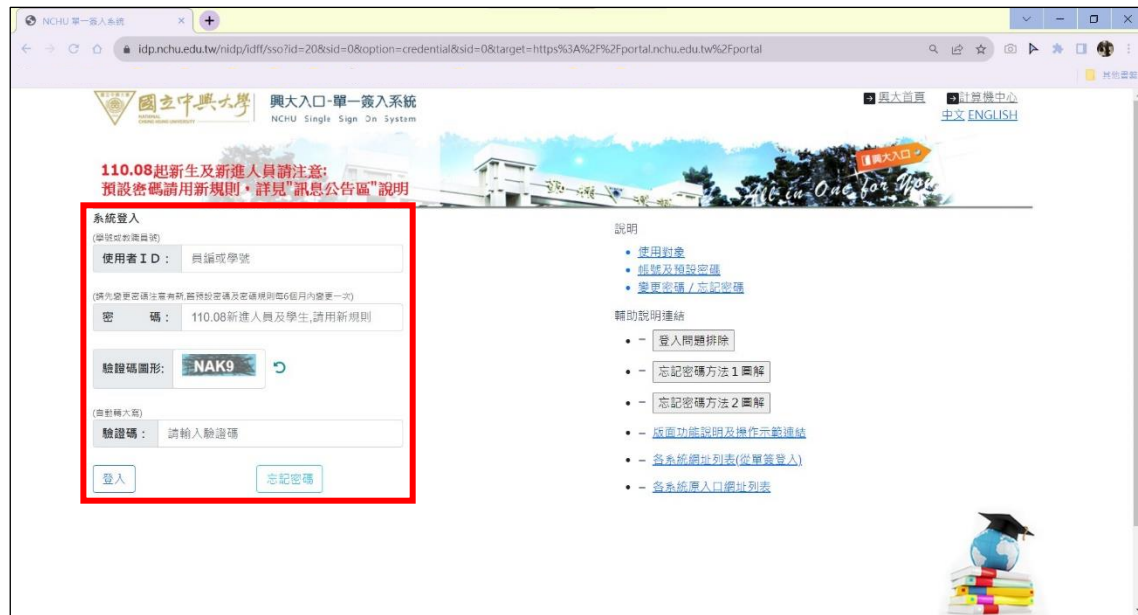 NCHU 單一簽入系統
idp.nchu.edu.tw/nidp/idff/sso?id=20&sid=0&option=credential&sid=0&target=https%3A%2F%2Fportal.nchu.edu.tw%2Fportal
其他書籤
國立中興大學
NATIONAL
CHUNG HSING UNIVERSITY
興大入口-單一簽入系統
NCHU Single Sign On System
興大首頁 計算機中心
中文 ENGLISH
110.08起新生及新進人員請注意:
預設密碼請用新規則,詳見"訊息公告區"說明
興大入口
All in One for You
系統登入
(學號或教職員號)
使用者ID: 員編或學號
(請先變更密碼注意有新,舊預設密碼及密碼規則每6個月內變更一次)
密 碼: 110.08新進人員及學生,請用新規則
驗證碼圖形: NAK9
(自動轉大寫)
驗證碼: 請輸入驗證碼
登入 忘記密碼
說明
使用對象
帳號及預設密碼
變更密碼 / 忘記密碼
輔助說明連結
– 登入問題排除
– 忘記密碼方法1圖解
– 忘記密碼方法2圖解
– 版面功能說明及操作示範連結
– 各系統網址列表(從單簽登入)
– 各系統原入口網址列表